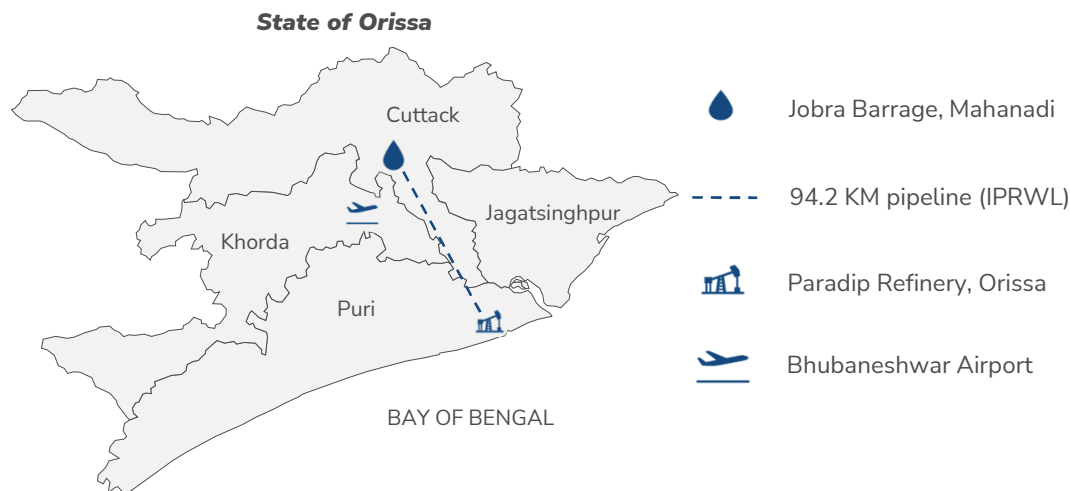 State of Orissa
Cuttack
Jagatsinghpur
Khorda
Puri
BAY OF BENGAL
Jobra Barrage, Mahanadi
94.2 KM pipeline (IPRWL)
Paradip Refinery, Orissa
Bhubaneshwar Airport